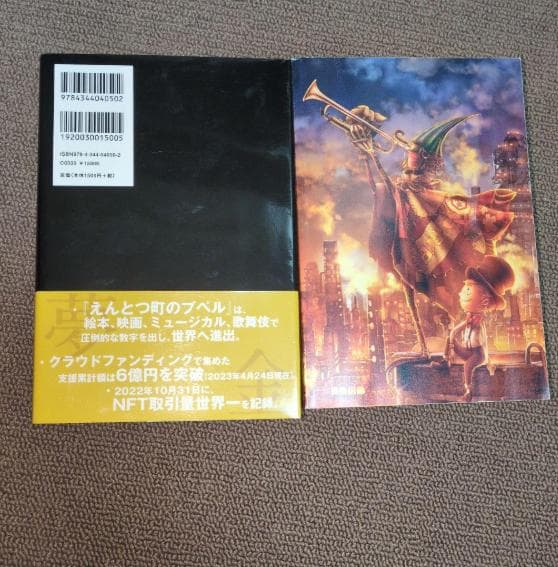 9784344040502
1920030015005
ISBN978-4-344-04050-2
C0030 ¥1500E
定価(本体1,500円+税)
夢 金
・『えんとつ町のプペル』は、
絵本、映画、ミュージカル、歌舞伎で
圧倒的な数字を出し、世界へ進出。
・クラウドファンディングで集めた
支援累計額は6億円を突破(2023年4月24日現在)
・2022年10月31日に
NFT取引量世界一を記録。